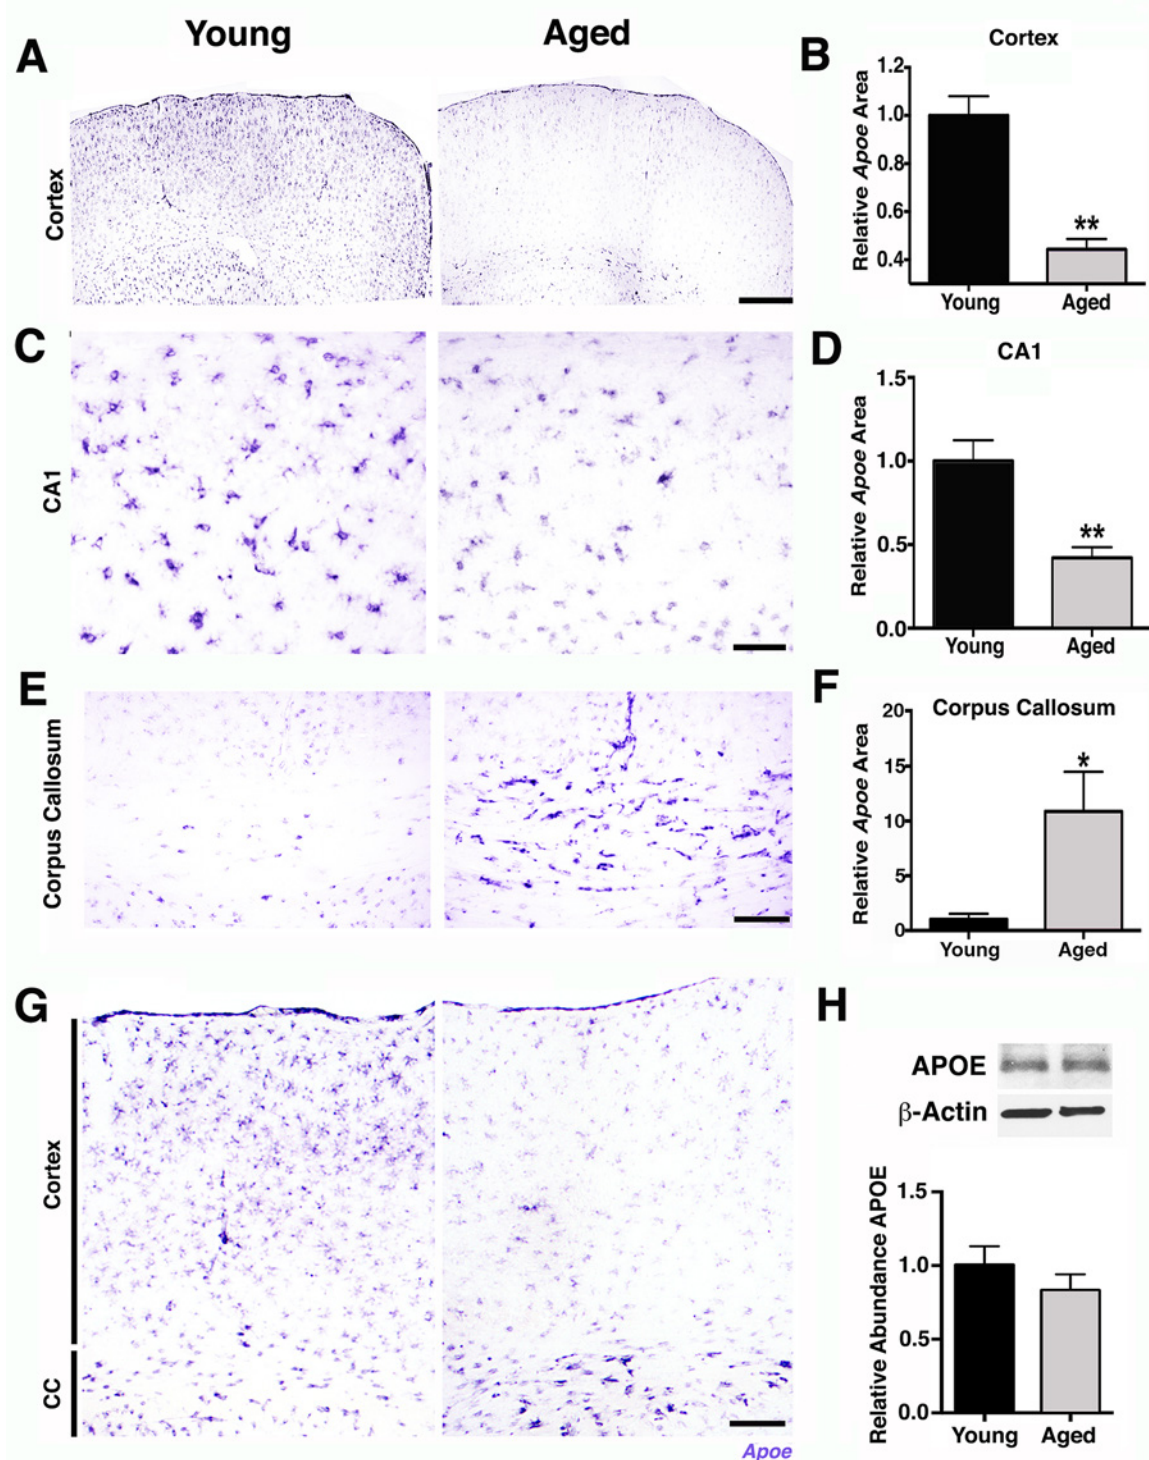 Young
Aged
A
Cortex
B
Cortex
Relative Apoe Area
1.2
1.0
0.8
0.6
0.4
**
Young
Aged
C
CA1
D
CA1
Relative Apoe Area
1.5
1.0
0.5
0.0
**
Young
Aged
E
Corpus Callosum
F
Corpus Callosum
Relative Apoe Area
20
15
10
5
0
*
Young
Aged
G
Cortex
CC
Apoe
H
APOE
β-Actin
Relative Abundance APOE
1.5
1.0
0.5
0.0
Young
Aged